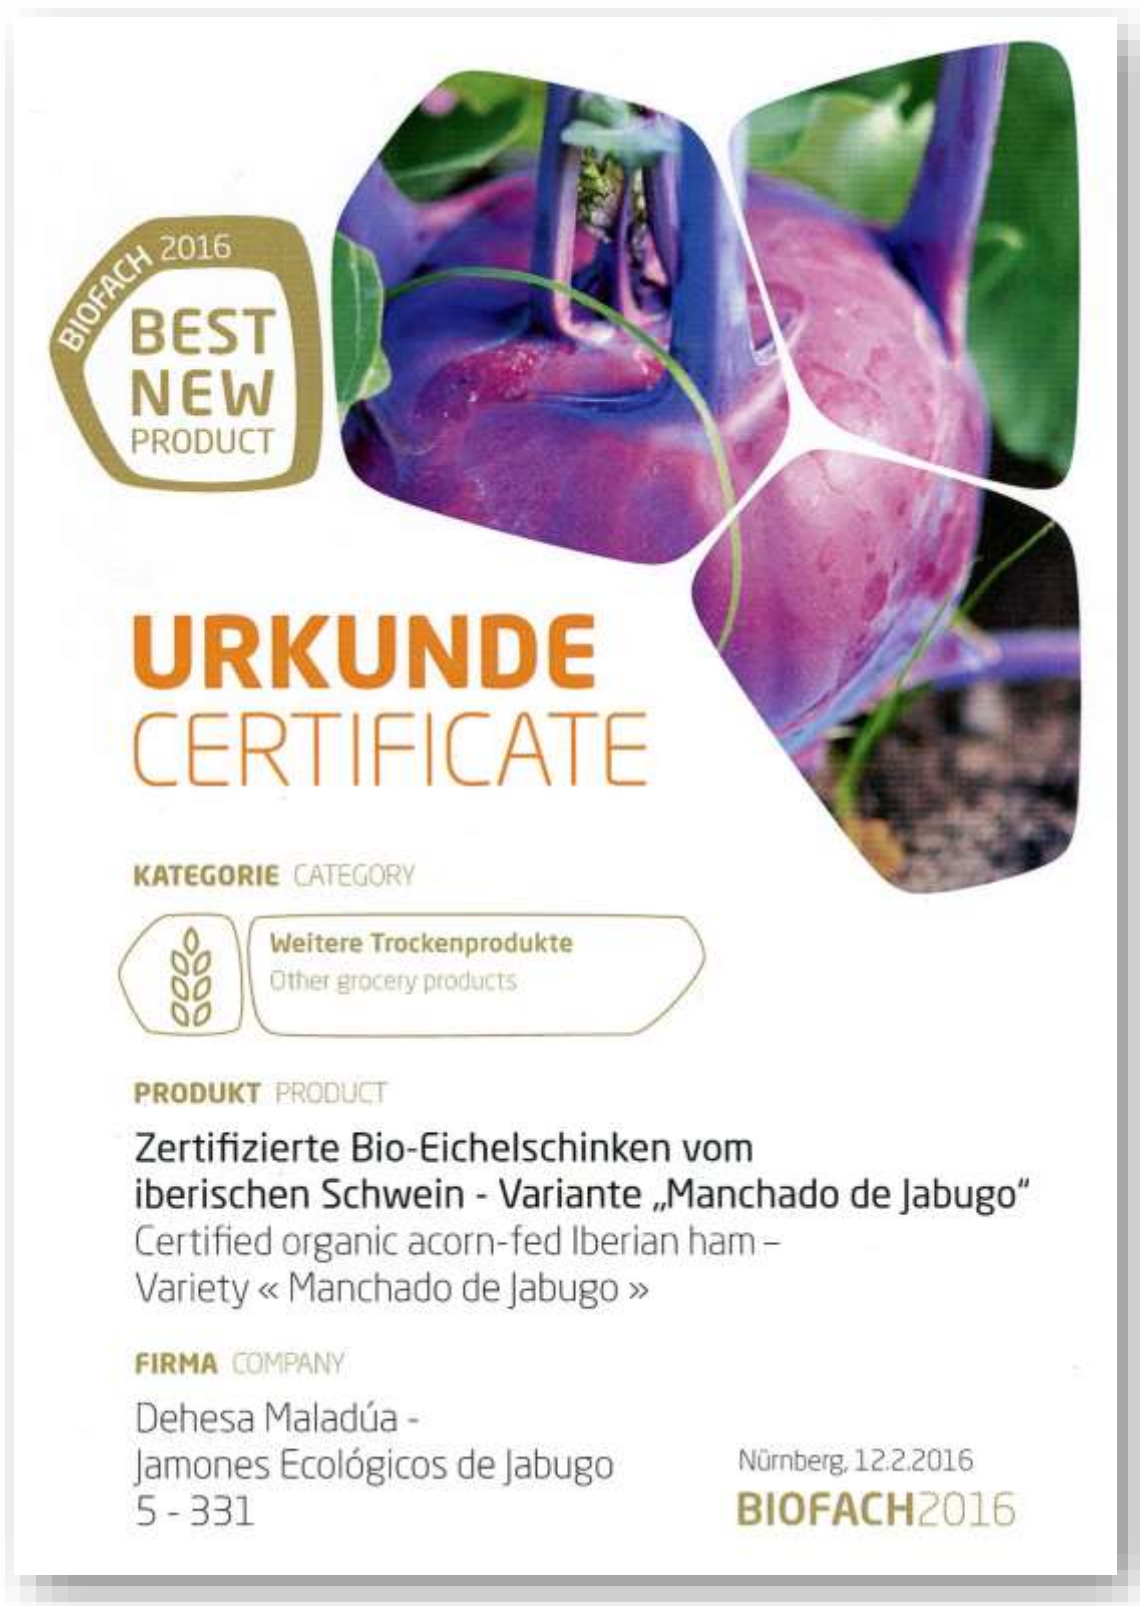 BIOFACH 2016
BEST
NEW
PRODUCT
URKUNDE
CERTIFICATE
KATEGORIE CATEGORY
Weitere Trockenprodukte
Other grocery products
PRODUKT PRODUCT
Zertifizierte Bio-Eichelschinken vom
iberischen Schwein - Variante „Manchado de Jabugo“
Certified organic acorn-fed Iberian ham –
Variety « Manchado de Jabugo »
FIRMA COMPANY
Dehesa Maladúa -
Jamones Ecológicos de Jabugo
5 - 331
Nürnberg, 12.2.2016
BIOFACH2016